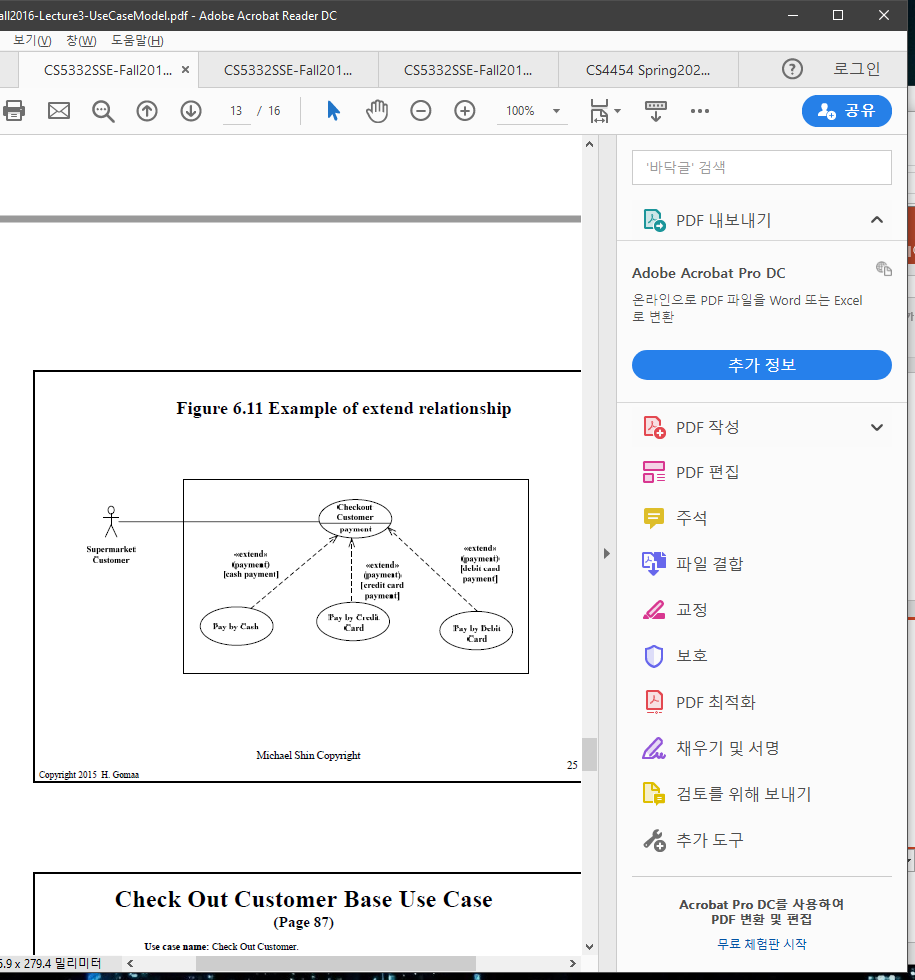 all2016-Lecture3-UseCaseModel.pdf - Adobe Acrobat Reader DC
보기(V) 창(W) 도움말(H)
CS5332SSE-Fall201... × CS5332SSE-Fall201... CS5332SSE-Fall201... CS4454 Spring202... 로그인
13 / 16 100% 공유
'바닥글' 검색
PDF 내보내기
Adobe Acrobat Pro DC
온라인으로 PDF 파일을 Word 또는 Excel
로 변환
추가 정보
PDF 작성
PDF 편집
주석
파일 결합
교정
보호
PDF 최적화
채우기 및 서명
검토를 위해 보내기
추가 도구
Acrobat Pro DC를 사용하여
PDF 변환 및 편집
무료 체험판 시작
Figure 6.11 Example of extend relationship
Checkout
Customer
payment
Supermarket
Customer
«extend»
(payment)
[cash payment]
«extend»
(payment)
[credit card
payment]
«extend»
(payment)
[debit card
payment]
Pay by Cash
Pay by Credit
Card
Pay by Debit
Card
Michael Shin Copyright
25
Copyright 2015 H. Gomaa
Check Out Customer Base Use Case
(Page 87)
Use case name: Check Out Customer.
5.9 x 279.4 밀리미터